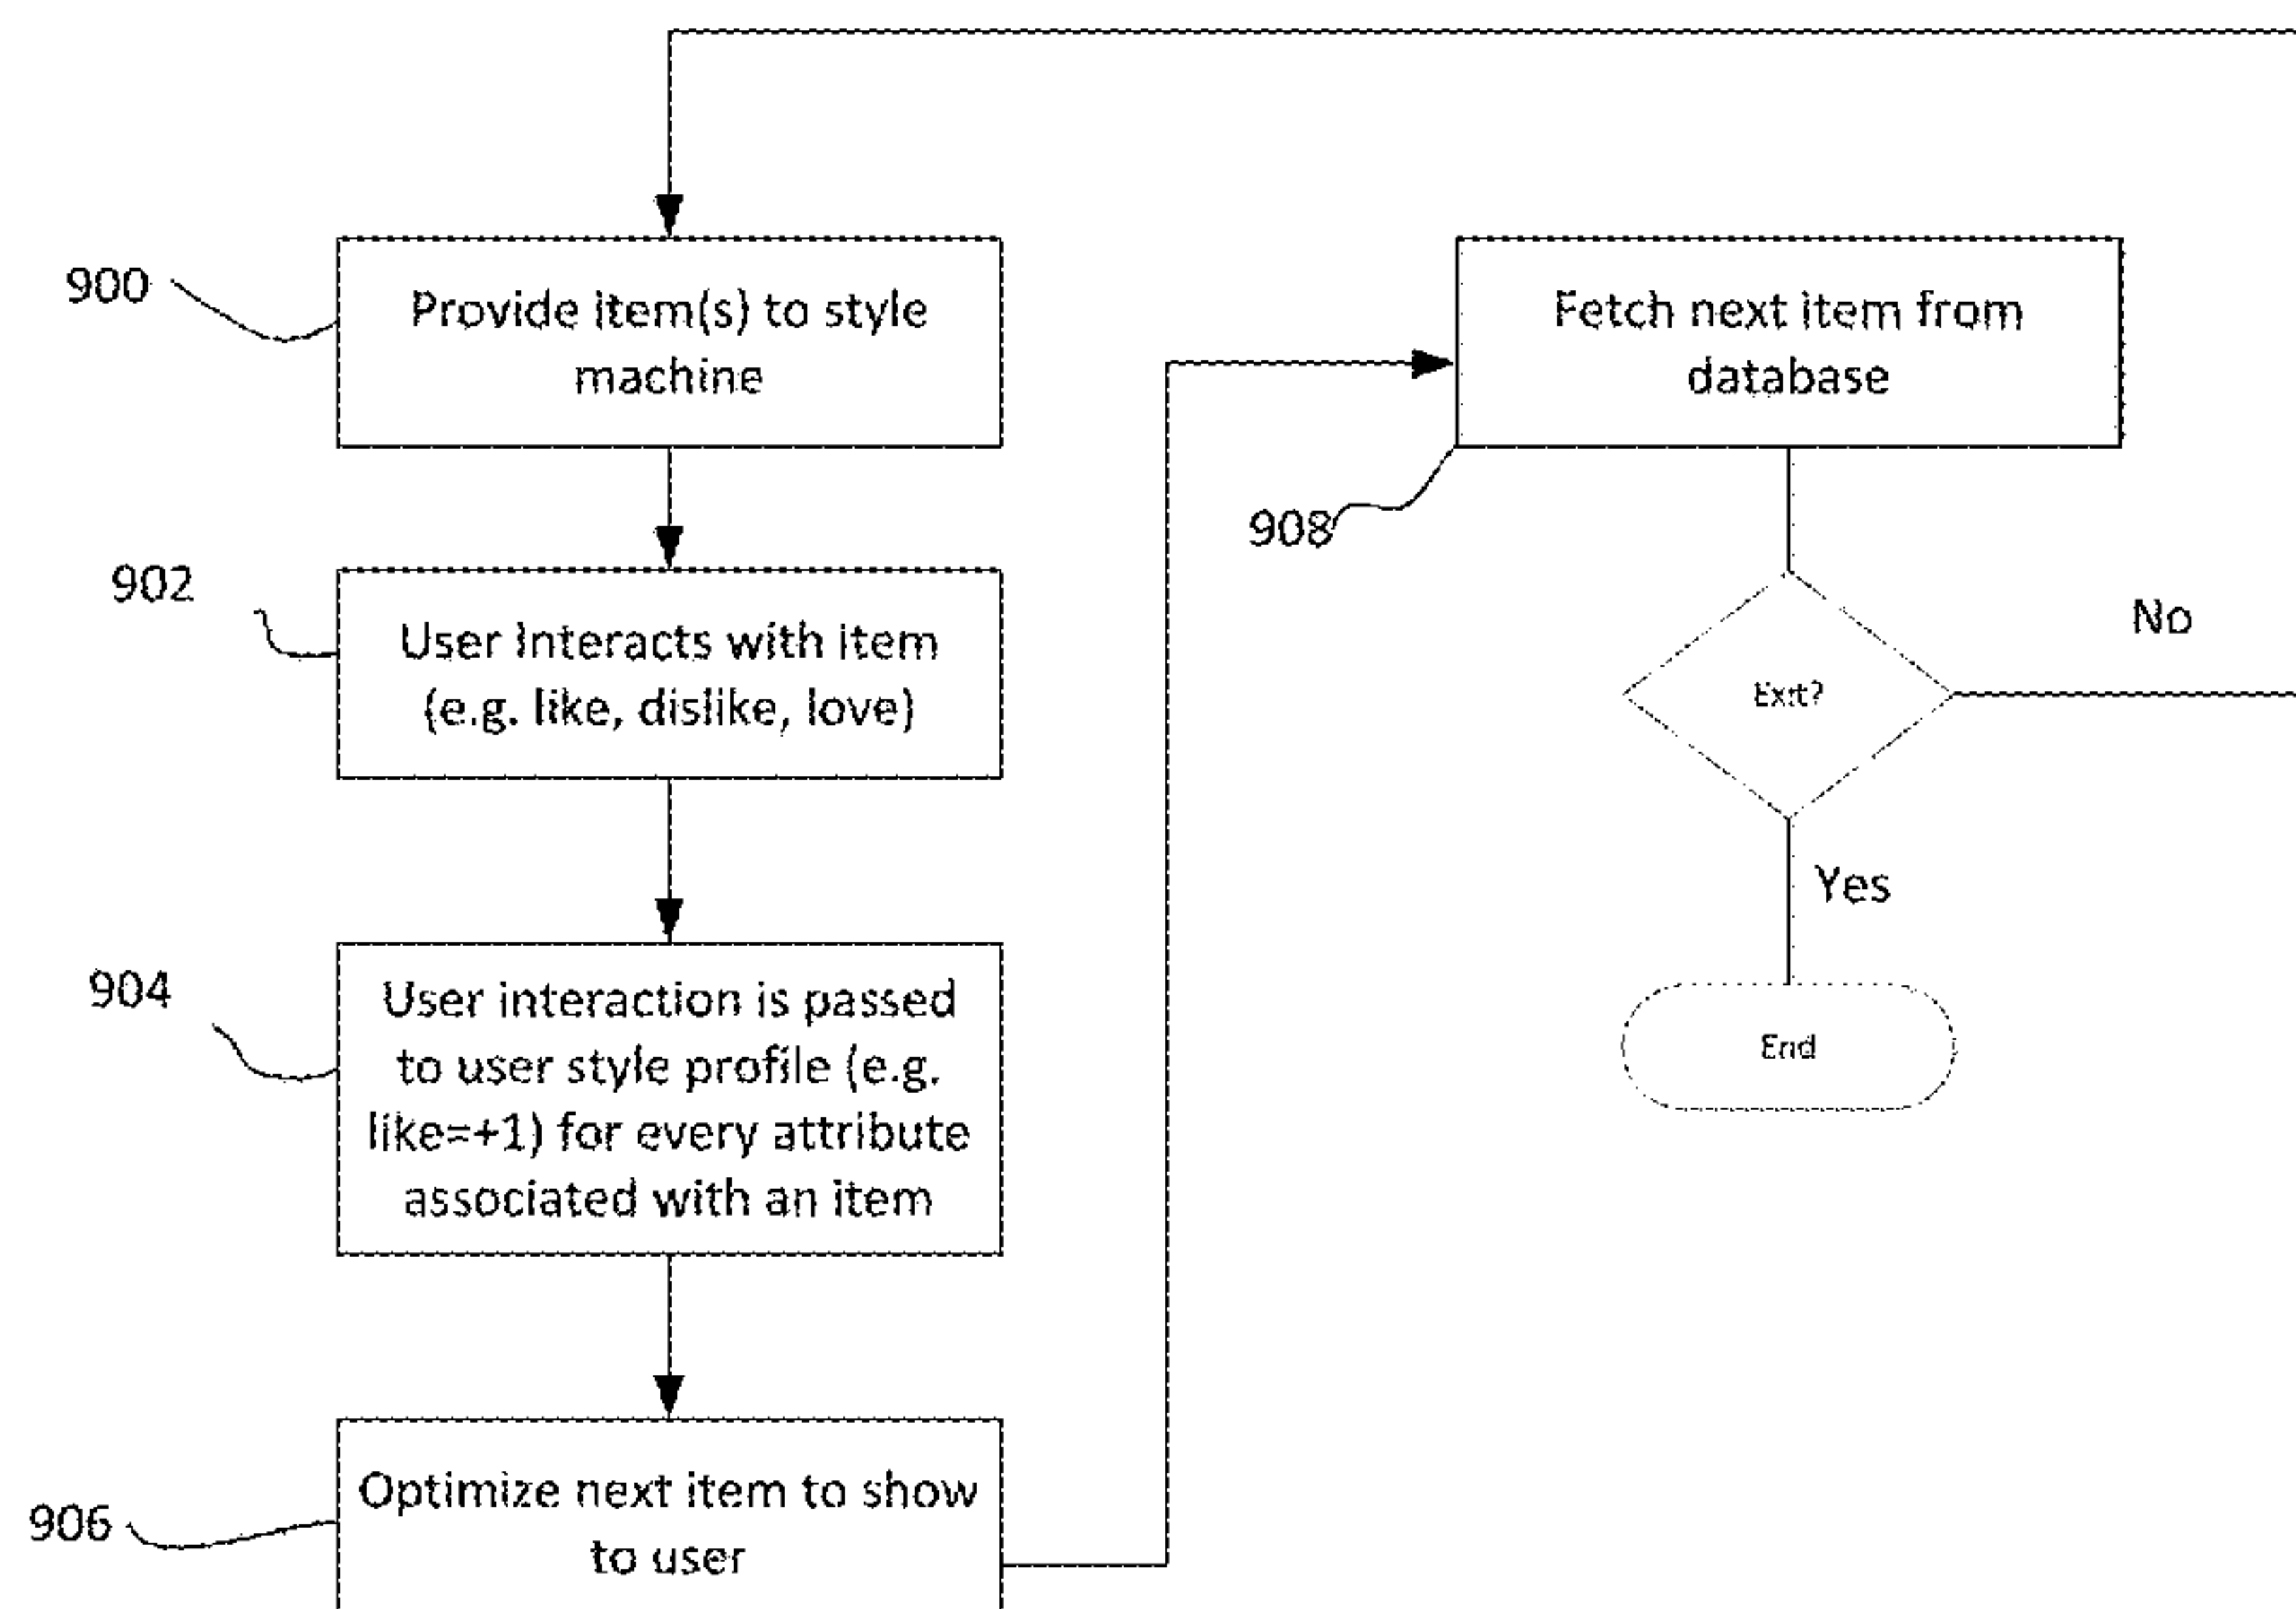 900
Provide item(s) to style
machine
902
User Interacts with item
(e.g. like, dislike, love)
904
User interaction is passed
to user style profile (e.g.
like=+1) for every attribute
associated with an item
906
Optimize next item to show
to user
Fetch next item from
database
908
Exit?
No
Yes
End